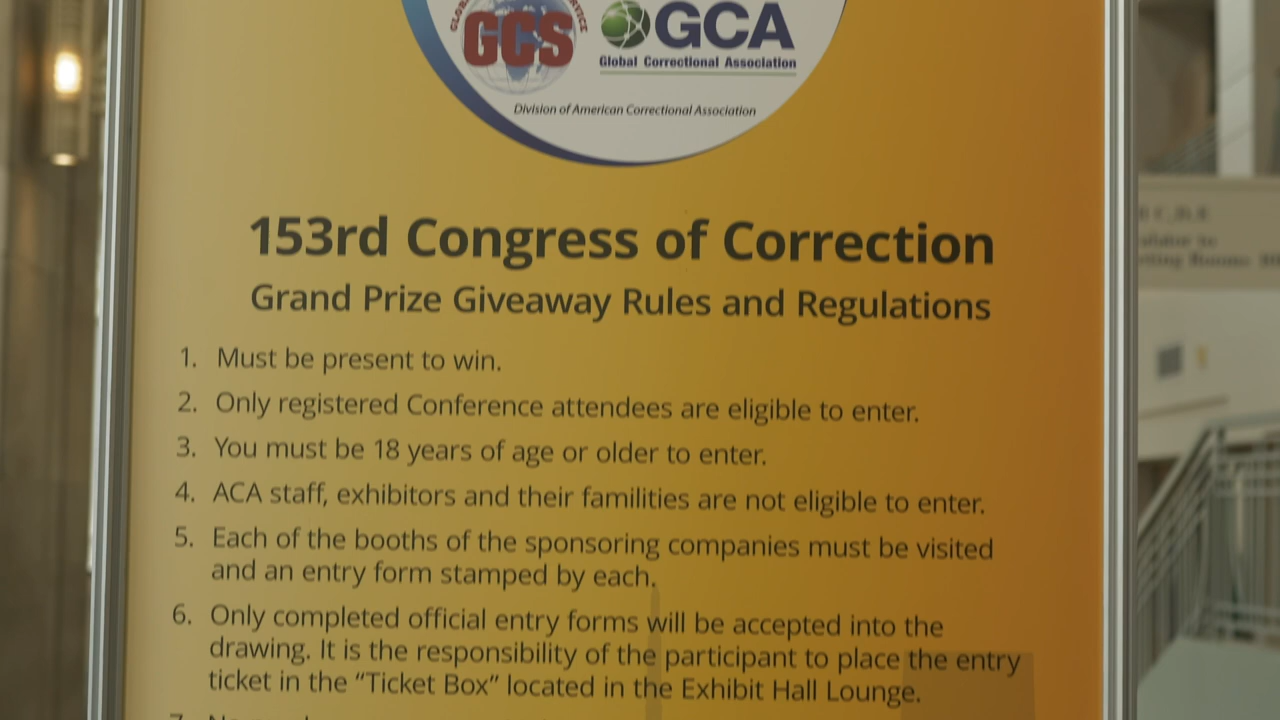 GCS
GCA
Global Correctional Association
Division of American Correctional Association
153rd Congress of Correction
Grand Prize Giveaway Rules and Regulations
1. Must be present to win.
2. Only registered Conference attendees are eligible to enter.
3. You must be 18 years of age or older to enter.
4. ACA staff, exhibitors and their familities are not eligible to enter.
5. Each of the booths of the sponsoring companies must be visited
and an entry form stamped by each.
6. Only completed official entry forms will be accepted into the
drawing. It is the responsibility of the participant to place the entry
ticket in the “Ticket Box” located in the Exhibit Hall Lounge.